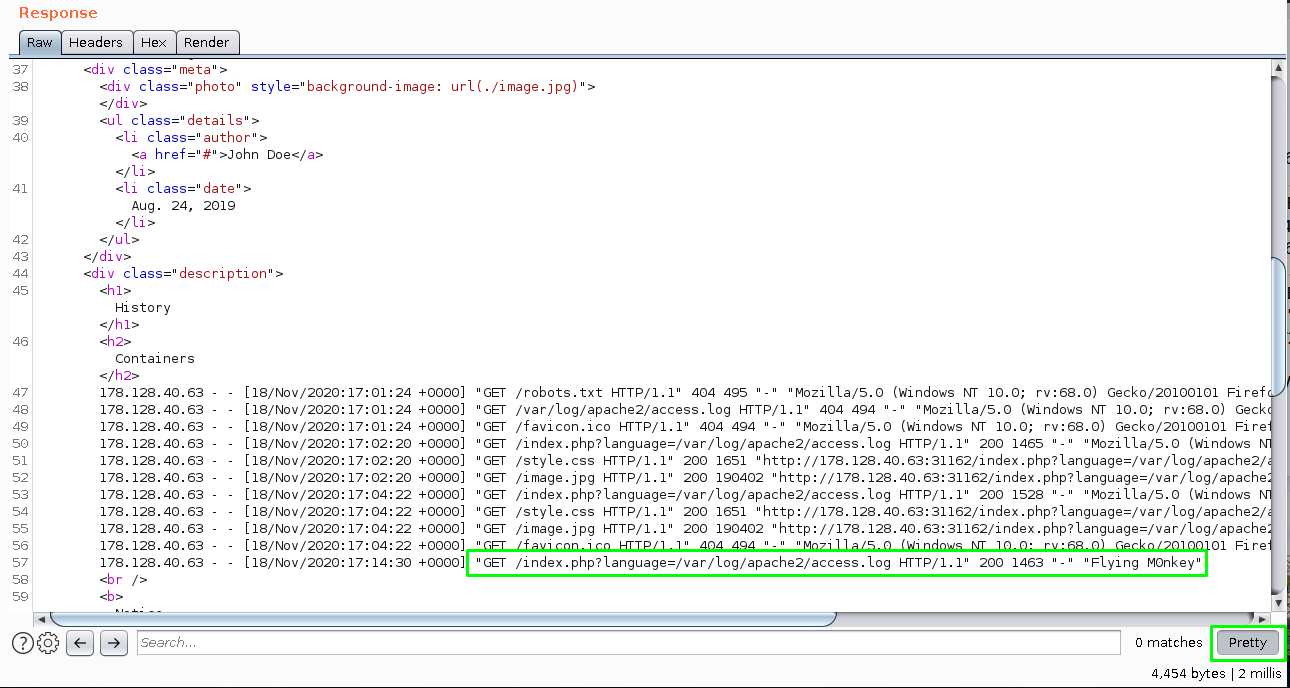 Response
Raw Headers Hex Render
37 <div class="meta">
38 <div class="photo" style="background-image: url(./image.jpg)">
</div>
39 <ul class="details">
40 <li class="author">
<a href="#">John Doe</a>
</li>
41 <li class="date">
Aug. 24, 2019
</li>
42 </ul>
43 </div>
44 <div class="description">
45 <h1>
History
</h1>
46 <h2>
Containers
</h2>
47 178.128.40.63 - - [18/Nov/2020:17:01:24 +0000] "GET /robots.txt HTTP/1.1" 404 495 "-" "Mozilla/5.0 (Windows NT 10.0; rv:68.0) Gecko/20100101 Firefo
48 178.128.40.63 - - [18/Nov/2020:17:01:24 +0000] "GET /var/log/apache2/access.log HTTP/1.1" 404 494 "-" "Mozilla/5.0 (Windows NT 10.0; rv:68.0) Geck
49 178.128.40.63 - - [18/Nov/2020:17:01:24 +0000] "GET /favicon.ico HTTP/1.1" 404 494 "-" "Mozilla/5.0 (Windows NT 10.0; rv:68.0) Gecko/20100101 Firef
50 178.128.40.63 - - [18/Nov/2020:17:02:20 +0000] "GET /index.php?language=/var/log/apache2/access.log HTTP/1.1" 200 1465 "-" "Mozilla/5.0 (Windows NT
51 178.128.40.63 - - [18/Nov/2020:17:02:20 +0000] "GET /style.css HTTP/1.1" 200 1651 "http://178.128.40.63:31162/index.php?language=/var/log/apache2/a
52 178.128.40.63 - - [18/Nov/2020:17:02:20 +0000] "GET /image.jpg HTTP/1.1" 200 190402 "http://178.128.40.63:31162/index.php?language=/var/log/apache2
53 178.128.40.63 - - [18/Nov/2020:17:04:22 +0000] "GET /index.php?language=/var/log/apache2/access.log HTTP/1.1" 200 1528 "-" "Mozilla/5.0 (Windows NT
54 178.128.40.63 - - [18/Nov/2020:17:04:22 +0000] "GET /style.css HTTP/1.1" 200 1651 "http://178.128.40.63:31162/index.php?language=/var/log/apache2/a
55 178.128.40.63 - - [18/Nov/2020:17:04:22 +0000] "GET /image.jpg HTTP/1.1" 200 190402 "http://178.128.40.63:31162/index.php?language=/var/log/apache2
56 178.128.40.63 - - [18/Nov/2020:17:04:22 +0000] "GET /favicon.ico HTTP/1.1" 404 494 "-" "Mozilla/5.0 (Windows NT 10.0; rv:68.0) Gecko/20100101 Firef
57 178.128.40.63 - - [18/Nov/2020:17:14:30 +0000] "GET /index.php?language=/var/log/apache2/access.log HTTP/1.1" 200 1463 "-" "Flying M0nkey"
58 <br />
59 <b>
Search... 0 matches Pretty
4,454 bytes | 2 millis